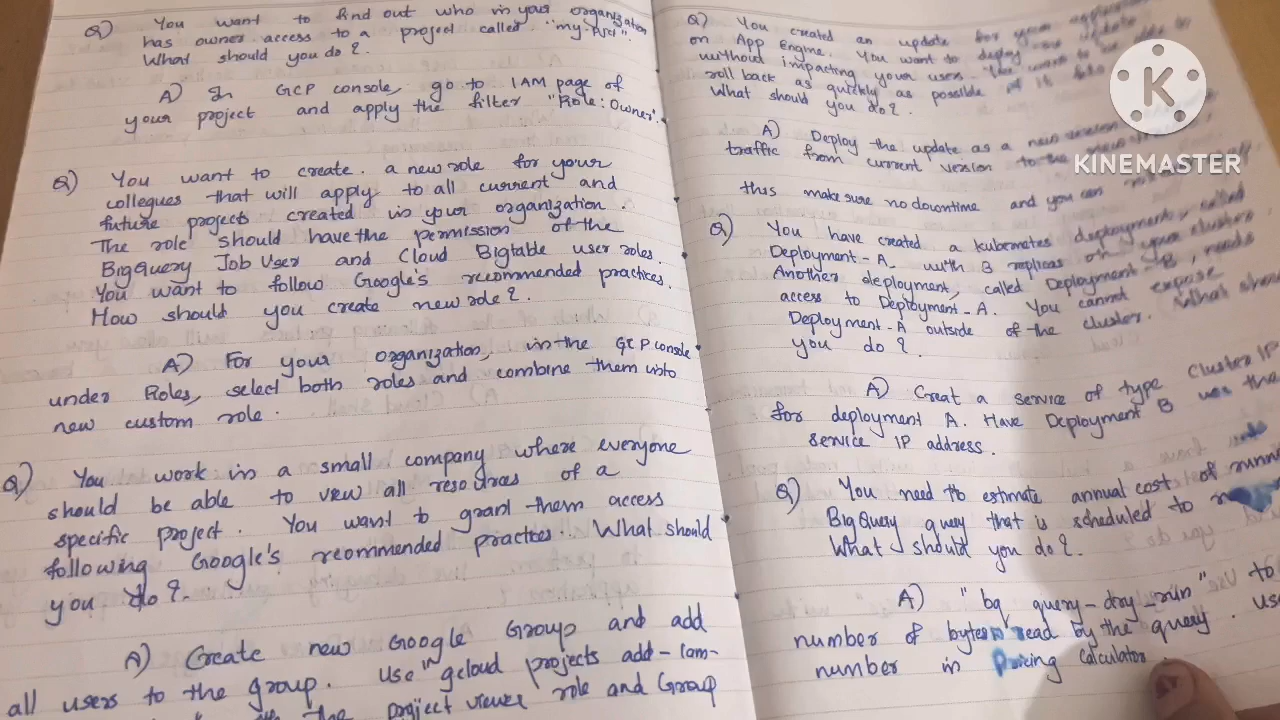 Q) You want to find out who in your organization
has owner access to a project called "my-
What should you do?
A) In GCP console, go to IAM page of
your project and apply the filter "Role: Owner".
Q) You want to create a new role for your
collegues that will apply to all current and
future projects created in your organization.
The role should have the permission of the
BigQuery Job User and Cloud Bigtable user roles.
You want to follow Google's recommended practices.
How should you create new role?
A) For your organization, in the GCP console
under Roles, select both roles and combine them into
new custom role.
Q) You work in a small company where everyone
should be able to view all resources of a
specific project. You want to grant them access
following Google's reommended practices. What should
you do?
A) Create new Google Group and add
all users to the group. Use gcloud projects add-iam-
the project viewer role and Group
Q) You created an update for your application
on App Engine. You want to deploy update
without impacting your users. You want to be able to
roll back as quickly as possible if it
What should you do?
A) Deploy the update as a new version
traffic from current version to the
this make sure no downtime and you can
Q) You have created a kubernetes deployment, called
Deployment-A with 3 replicas on your cluster.
Another deployment, called Deployment-B, needs
access to Deployment-A. You cannot expose
Deployment-A outside of the cluster. What should
you do?
A) Creat a service of type Cluster IP
for deployment A. Have Deployment B use the
service IP address.
Q) You need to estimate annual cost of
BigQuery query that is scheduled to
What should you do?
A) "bq query-dry_run" to
number of bytes read by the query. use
number in Pricing Calculator.
K
KINEMASTER